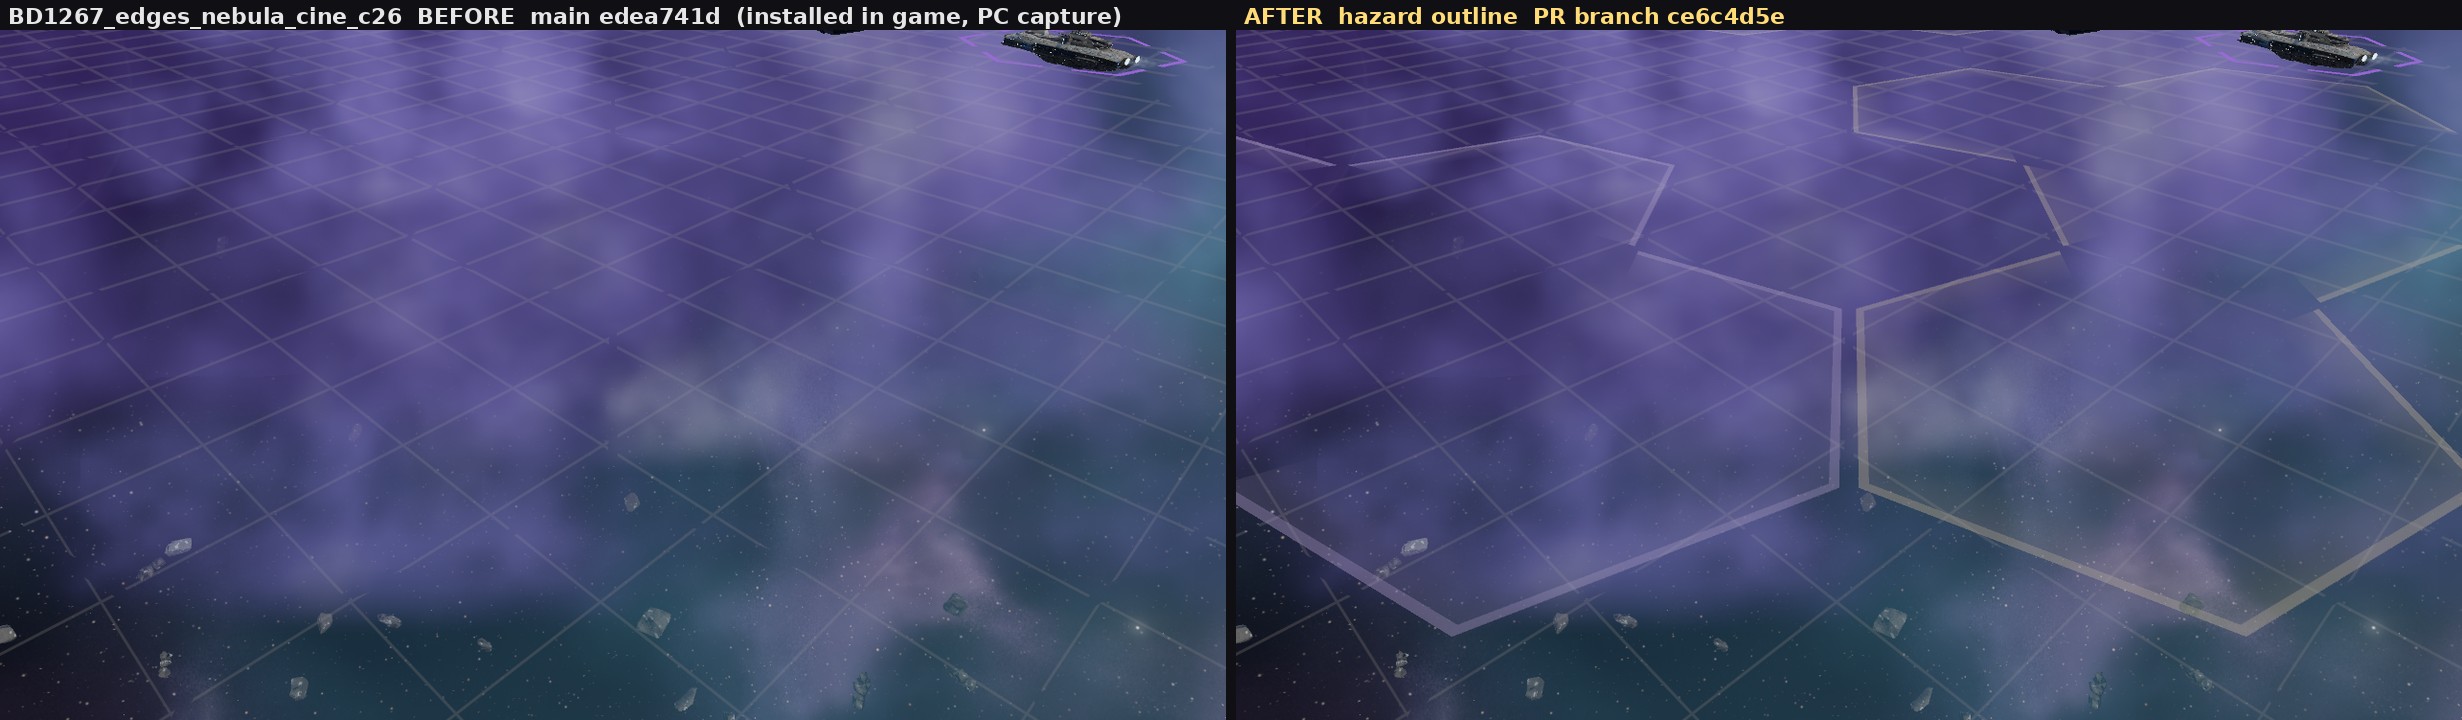 BD1267_edges_nebula_cine_c26  BEFORE  main edea741d  (installed in game, PC capture)
AFTER  hazard outline  PR branch ce6c4d5e